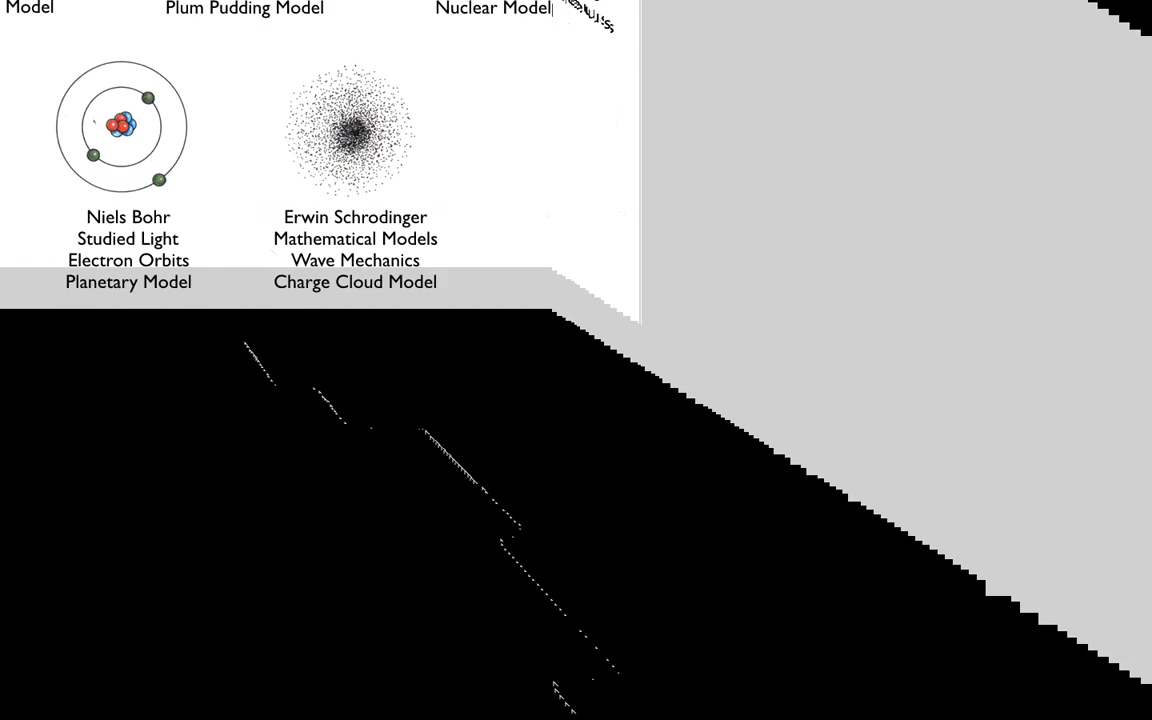 Model
Plum Pudding Model
Nuclear Model
Niels Bohr
Studied Light
Electron Orbits
Planetary Model
Erwin Schrodinger
Mathematical Models
Wave Mechanics
Charge Cloud Model